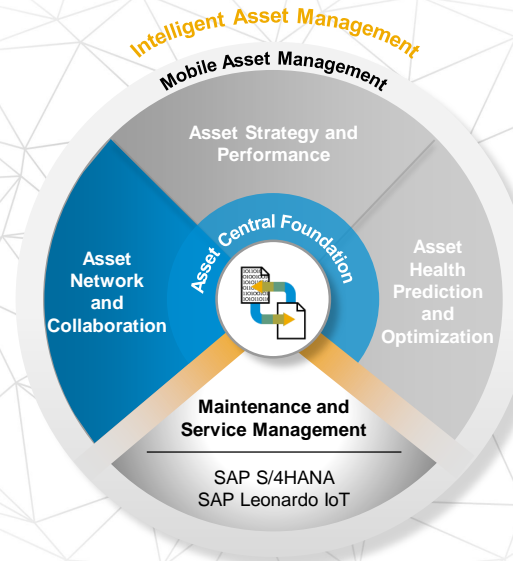 Intelligent Asset Management
Mobile Asset Management
Asset Strategy and
Performance
Asset Central Foundation
Asset
Network
and
Collaboration
Asset
Health
Prediction
and
Optimization
Maintenance and
Service Management
SAP S/4HANA
SAP Leonardo IoT